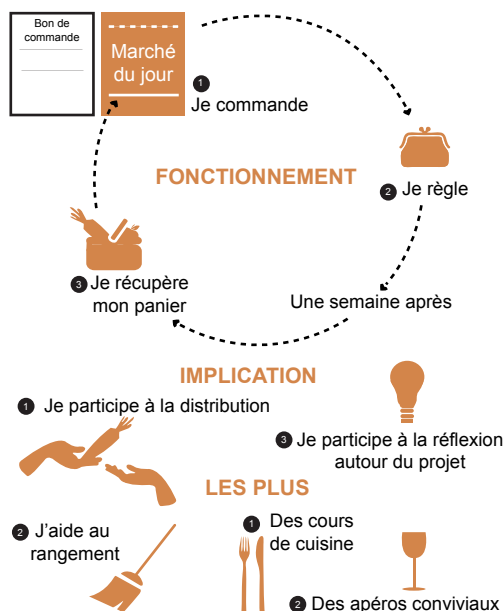 Bon de
commande
Marché
du jour
1
Je commande
FONCTIONNEMENT
2 Je règle
3 Je récupère
mon panier
Une semaine après
IMPLICATION
1 Je participe à la distribution
3 Je participe à la réflexion
autour du projet
LES PLUS
2 J’aide au
rangement
1 Des cours
de cuisine
2 Des apéros conviviaux